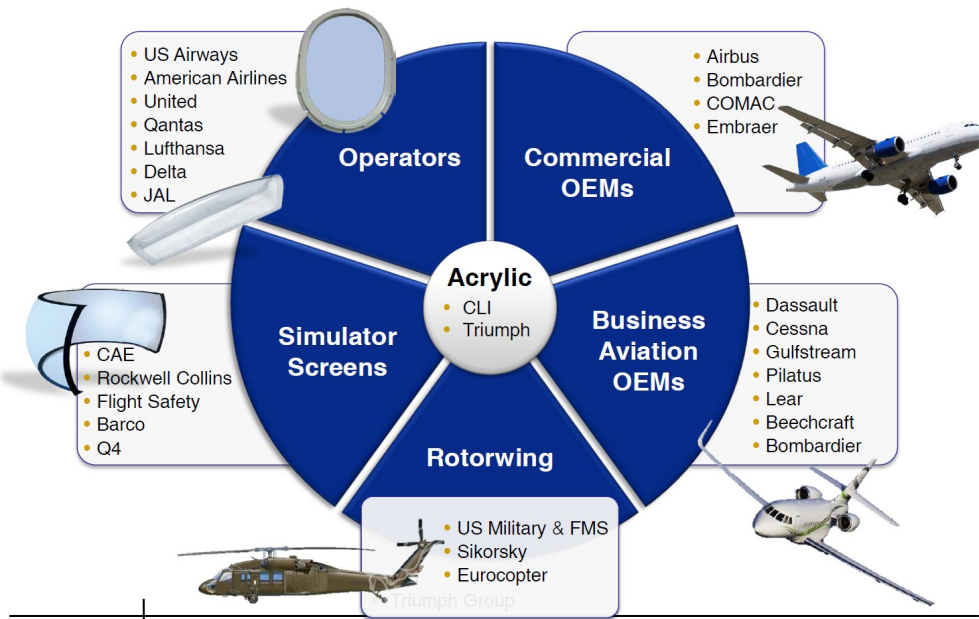 US Airways
American Airlines
United
Qantas
Lufthansa
Delta
JAL
Operators
Commercial
OEMs
Airbus
Bombardier
COMAC
Embraer
Acrylic
CLI
Triumph
Simulator
Screens
CAE
Rockwell Collins
Flight Safety
Barco
Q4
Business
Aviation
OEMs
Dassault
Cessna
Gulfstream
Pilatus
Lear
Beechcraft
Bombardier
Rotorwing
US Military & FMS
Sikorsky
Eurocopter
Triumph Group